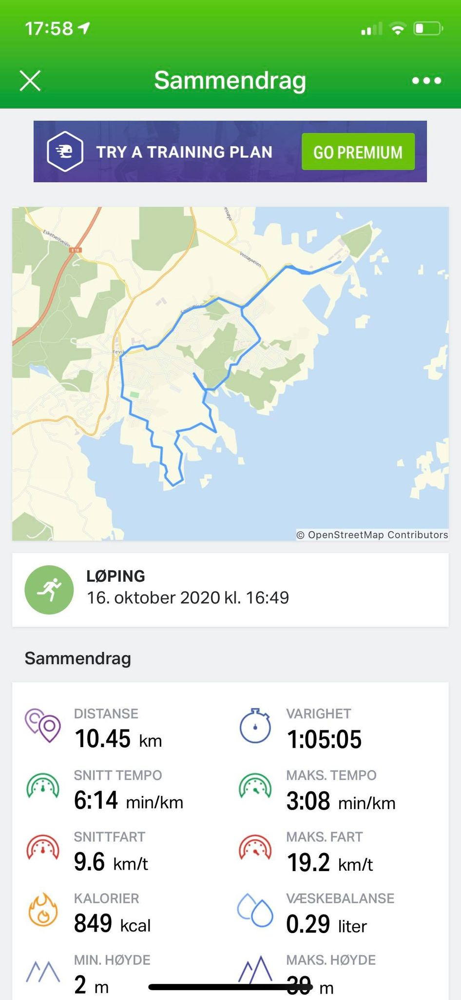 17:58
Sammendrag
TRY A TRAINING PLAN
GO PREMIUM
Esketveitveien
E 18
Vessøyveien
Fevik
© OpenStreetMap Contributors
LØPING
16. oktober 2020 kl. 16:49
Sammendrag
DISTANSE
10.45 km
VARIGHET
1:05:05
SNITT TEMPO
6:14 min/km
MAKS. TEMPO
3:08 min/km
SNITTFART
9.6 km/t
MAKS. FART
19.2 km/t
KALORIER
849 kcal
VÆSKEBALANSE
0.29 liter
MIN. HØYDE
2 m
MAKS. HØYDE
39 m